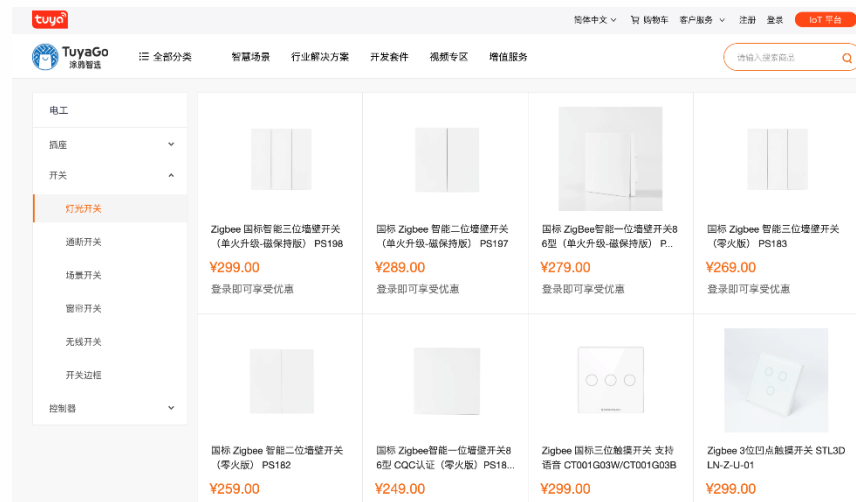 tuya
简体中文 购物车 客户服务 注册 登录 IoT 平台
TuyaGo
涂鸦智选
全部分类 智慧场景 行业解决方案 开发套件 视频专区 增值服务
请输入搜索商品
电工
插座
开关
灯光开关
通断开关
场景开关
窗帘开关
无线开关
开关边框
控制器
Zigbee 国标智能三位墙壁开关
（单火升级-磁保持版） PS198
¥299.00
登录即可享受优惠
国标 Zigbee 智能二位墙壁开关
（单火升级-磁保持版） PS197
¥289.00
登录即可享受优惠
国标 ZigBee智能一位墙壁开关8
6型（单火升级-磁保持版） P...
¥279.00
登录即可享受优惠
国标 Zigbee 智能三位墙壁开关
（零火版） PS183
¥269.00
登录即可享受优惠
国标 Zigbee 智能二位墙壁开关
（零火版） PS182
¥259.00
国标 Zigbee智能一位墙壁开关8
6型 CQC认证（零火版）PS18...
¥249.00
Zigbee 国标三位触摸开关 支持
语音 CT001G03W/CT001G03B
¥299.00
Zigbee 3位凹点触摸开关 STL3D
LN-Z-U-01
¥299.00